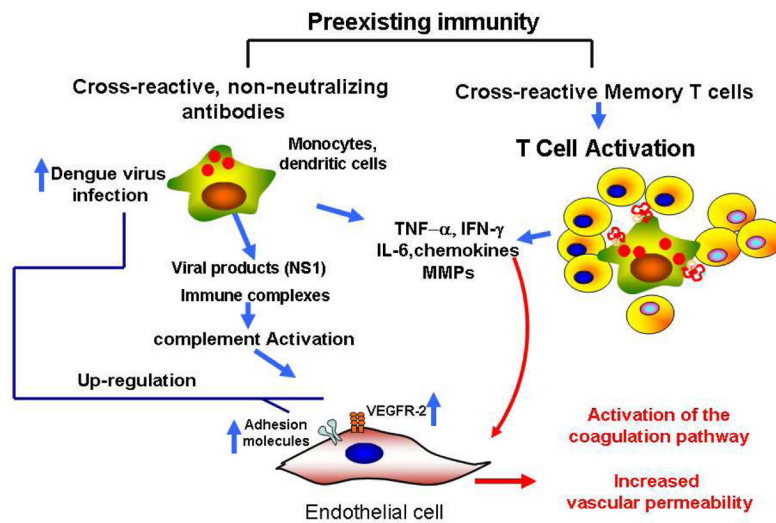 Preexisting immunity
Cross-reactive, non-neutralizing
antibodies
Cross-reactive Memory T cells
T Cell Activation
Monocytes,
dendritic cells
Dengue virus
infection
TNF–α, IFN-γ
IL-6,chemokines
MMPs
Viral products (NS1)
Immune complexes
complement Activation
Up-regulation
VEGFR-2
Adhesion
molecules
Endothelial cell
Activation of the
coagulation pathway
Increased
vascular permeability